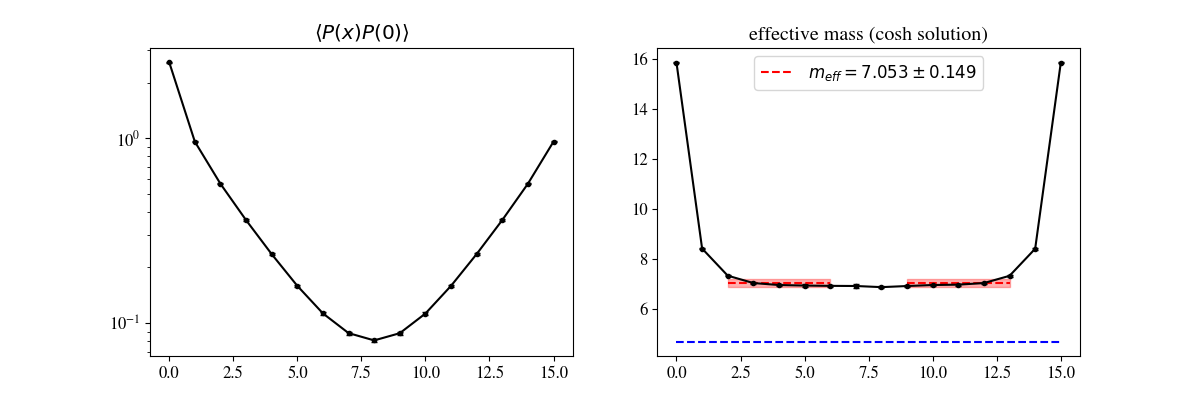 ⟨P(x)P(0)⟩
10⁰
10⁻¹
0.0 2.5 5.0 7.5 10.0 12.5 15.0
effective mass (cosh solution)
m_eff = 7.053 ± 0.149
16
14
12
10
8
6
0.0 2.5 5.0 7.5 10.0 12.5 15.0